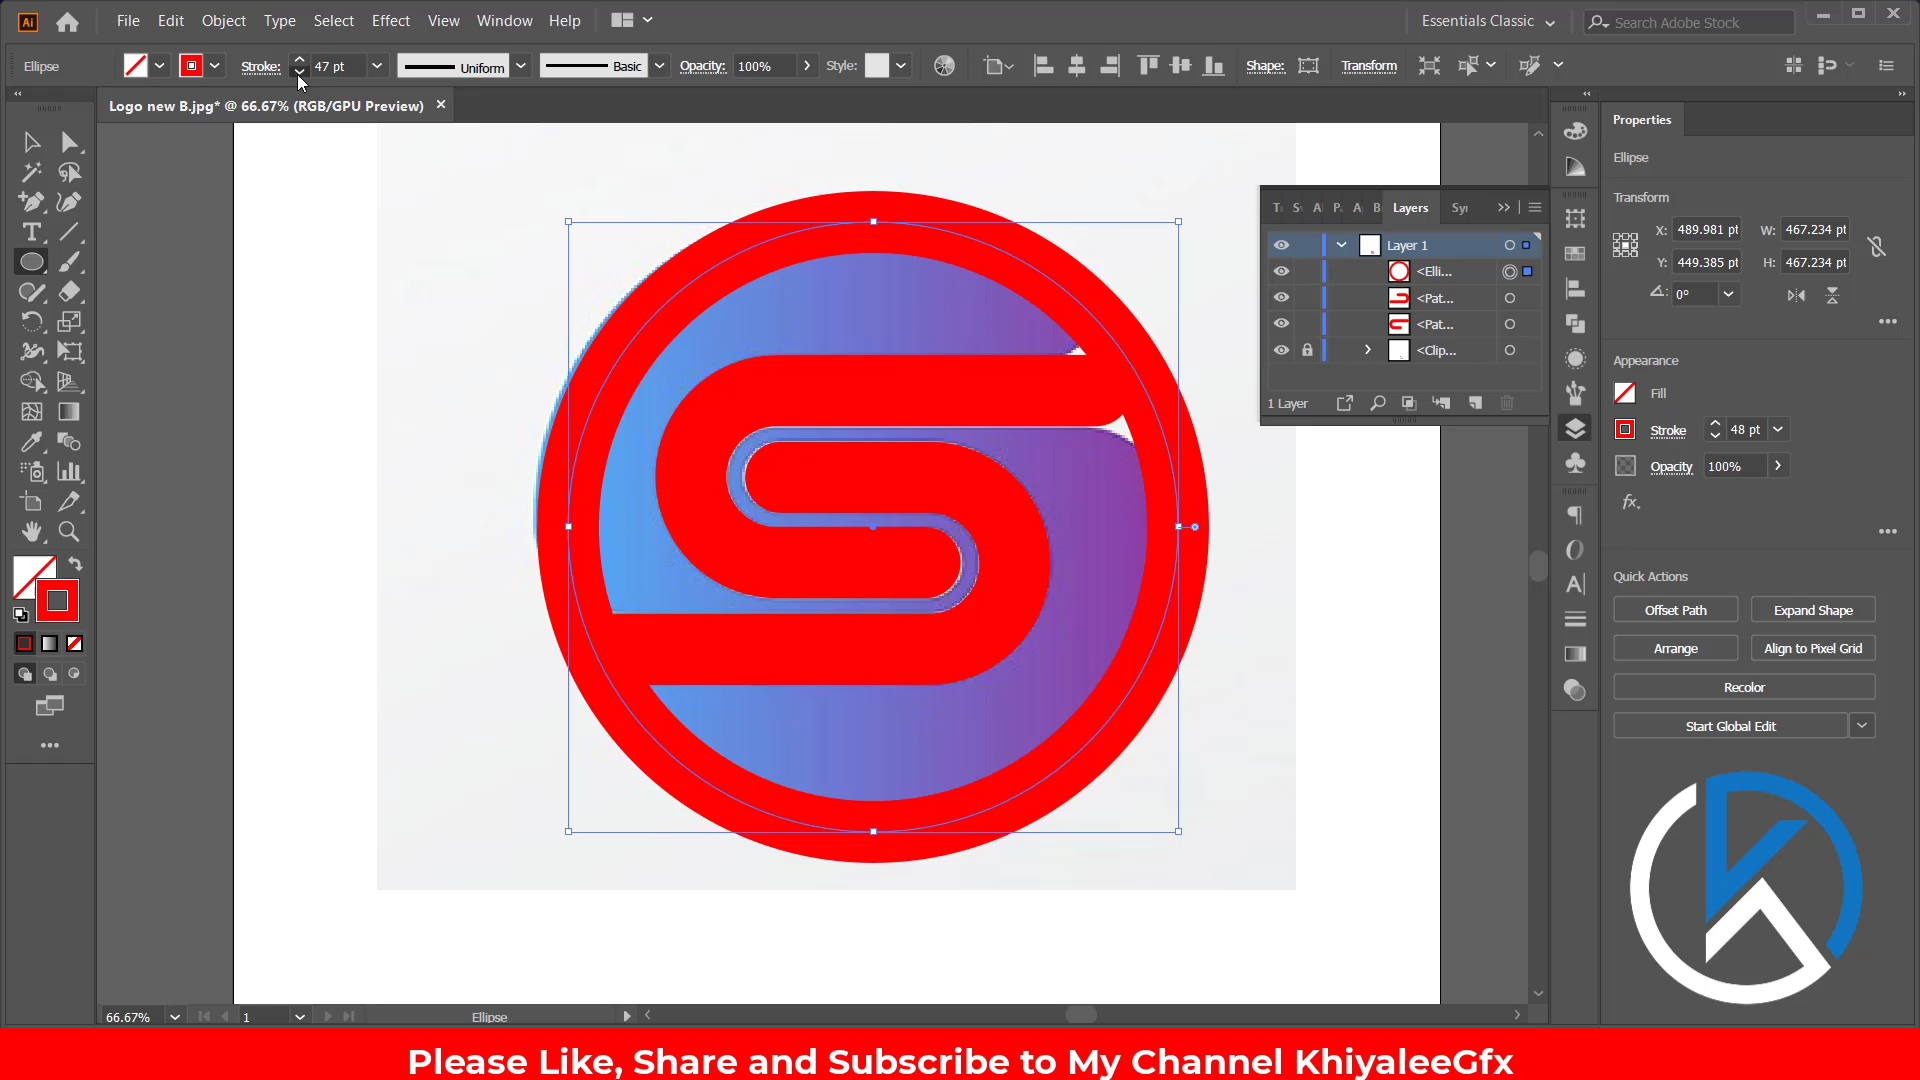 Ai File Edit Object Type Select Effect View Window Help Essentials Classic Search Adobe Stock
Ellipse Stroke: 47 pt Uniform Basic Opacity: 100% Style: Shape: Transform
Logo new B.jpg* @ 66.67% (RGB/GPU Preview) ×
Properties
Ellipse
Transform
X: 489.981 pt W: 467.234 pt
Y: 449.385 pt H: 467.234 pt
0°
Appearance
Fill
Stroke 48 pt
Opacity 100%
fx.
Quick Actions
Offset Path Expand Shape
Arrange Align to Pixel Grid
Recolor
Start Global Edit
Layers Syı
Layer 1
<Elli...
<Pat...
<Pat...
<Clip...
1 Layer
66.67% 1 Ellipse
Please Like, Share and Subscribe to My Channel KhiyaleeGfx